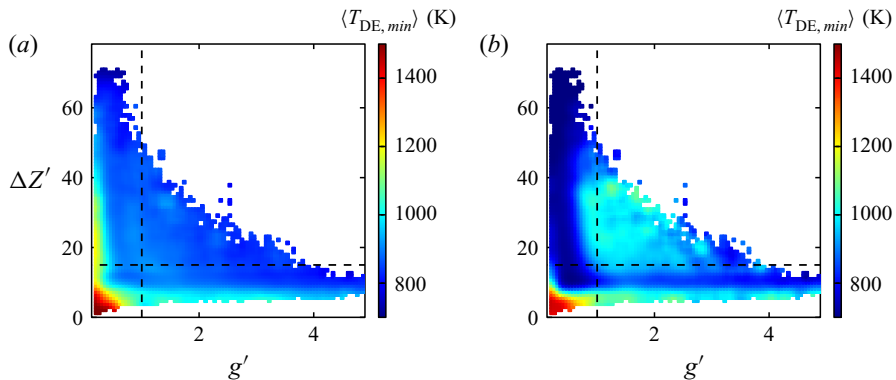 ⟨T_DE, min⟩ (K) ⟨T_DE, min⟩ (K)
(a) (b)
1400 1400
60 60
1200 1200
ΔZ′ 40 40
1000 1000
20 20
800 800
0 0
2 4 2 4
g′ g′